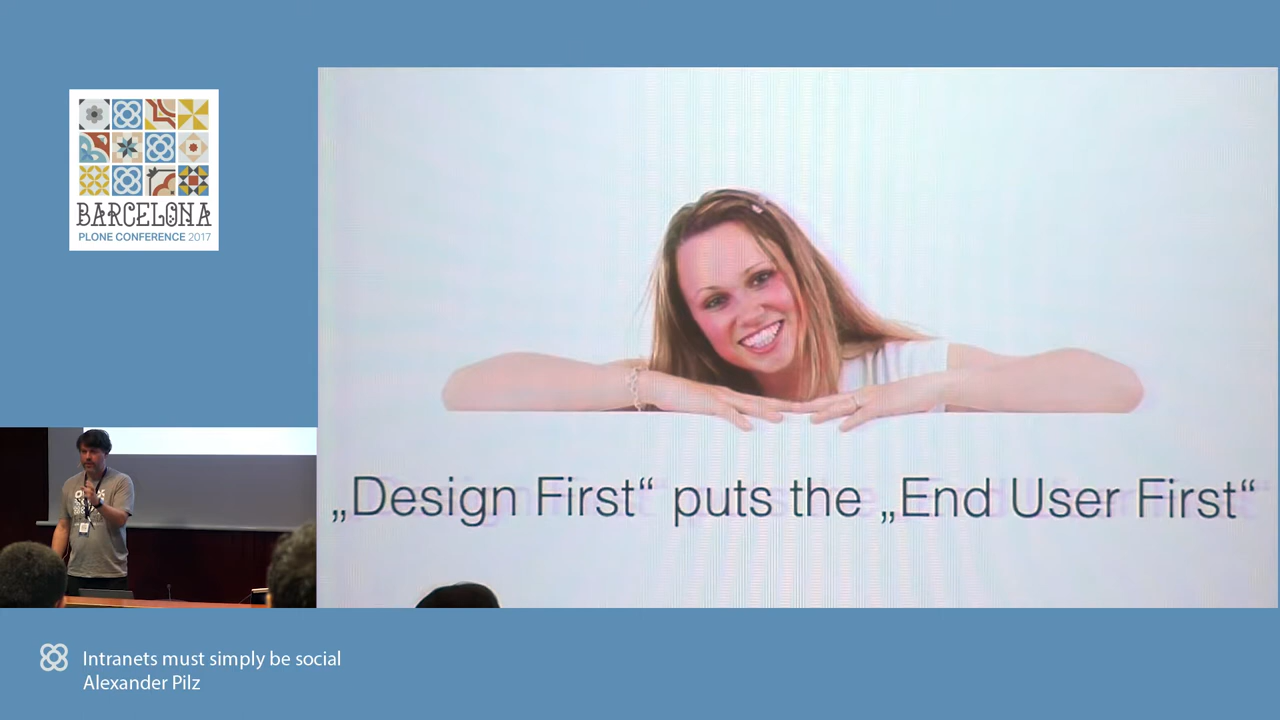 BARCELONA
PLONE CONFERENCE 2017
„Design First“ puts the „End User First“
Intranets must simply be social
Alexander Pilz